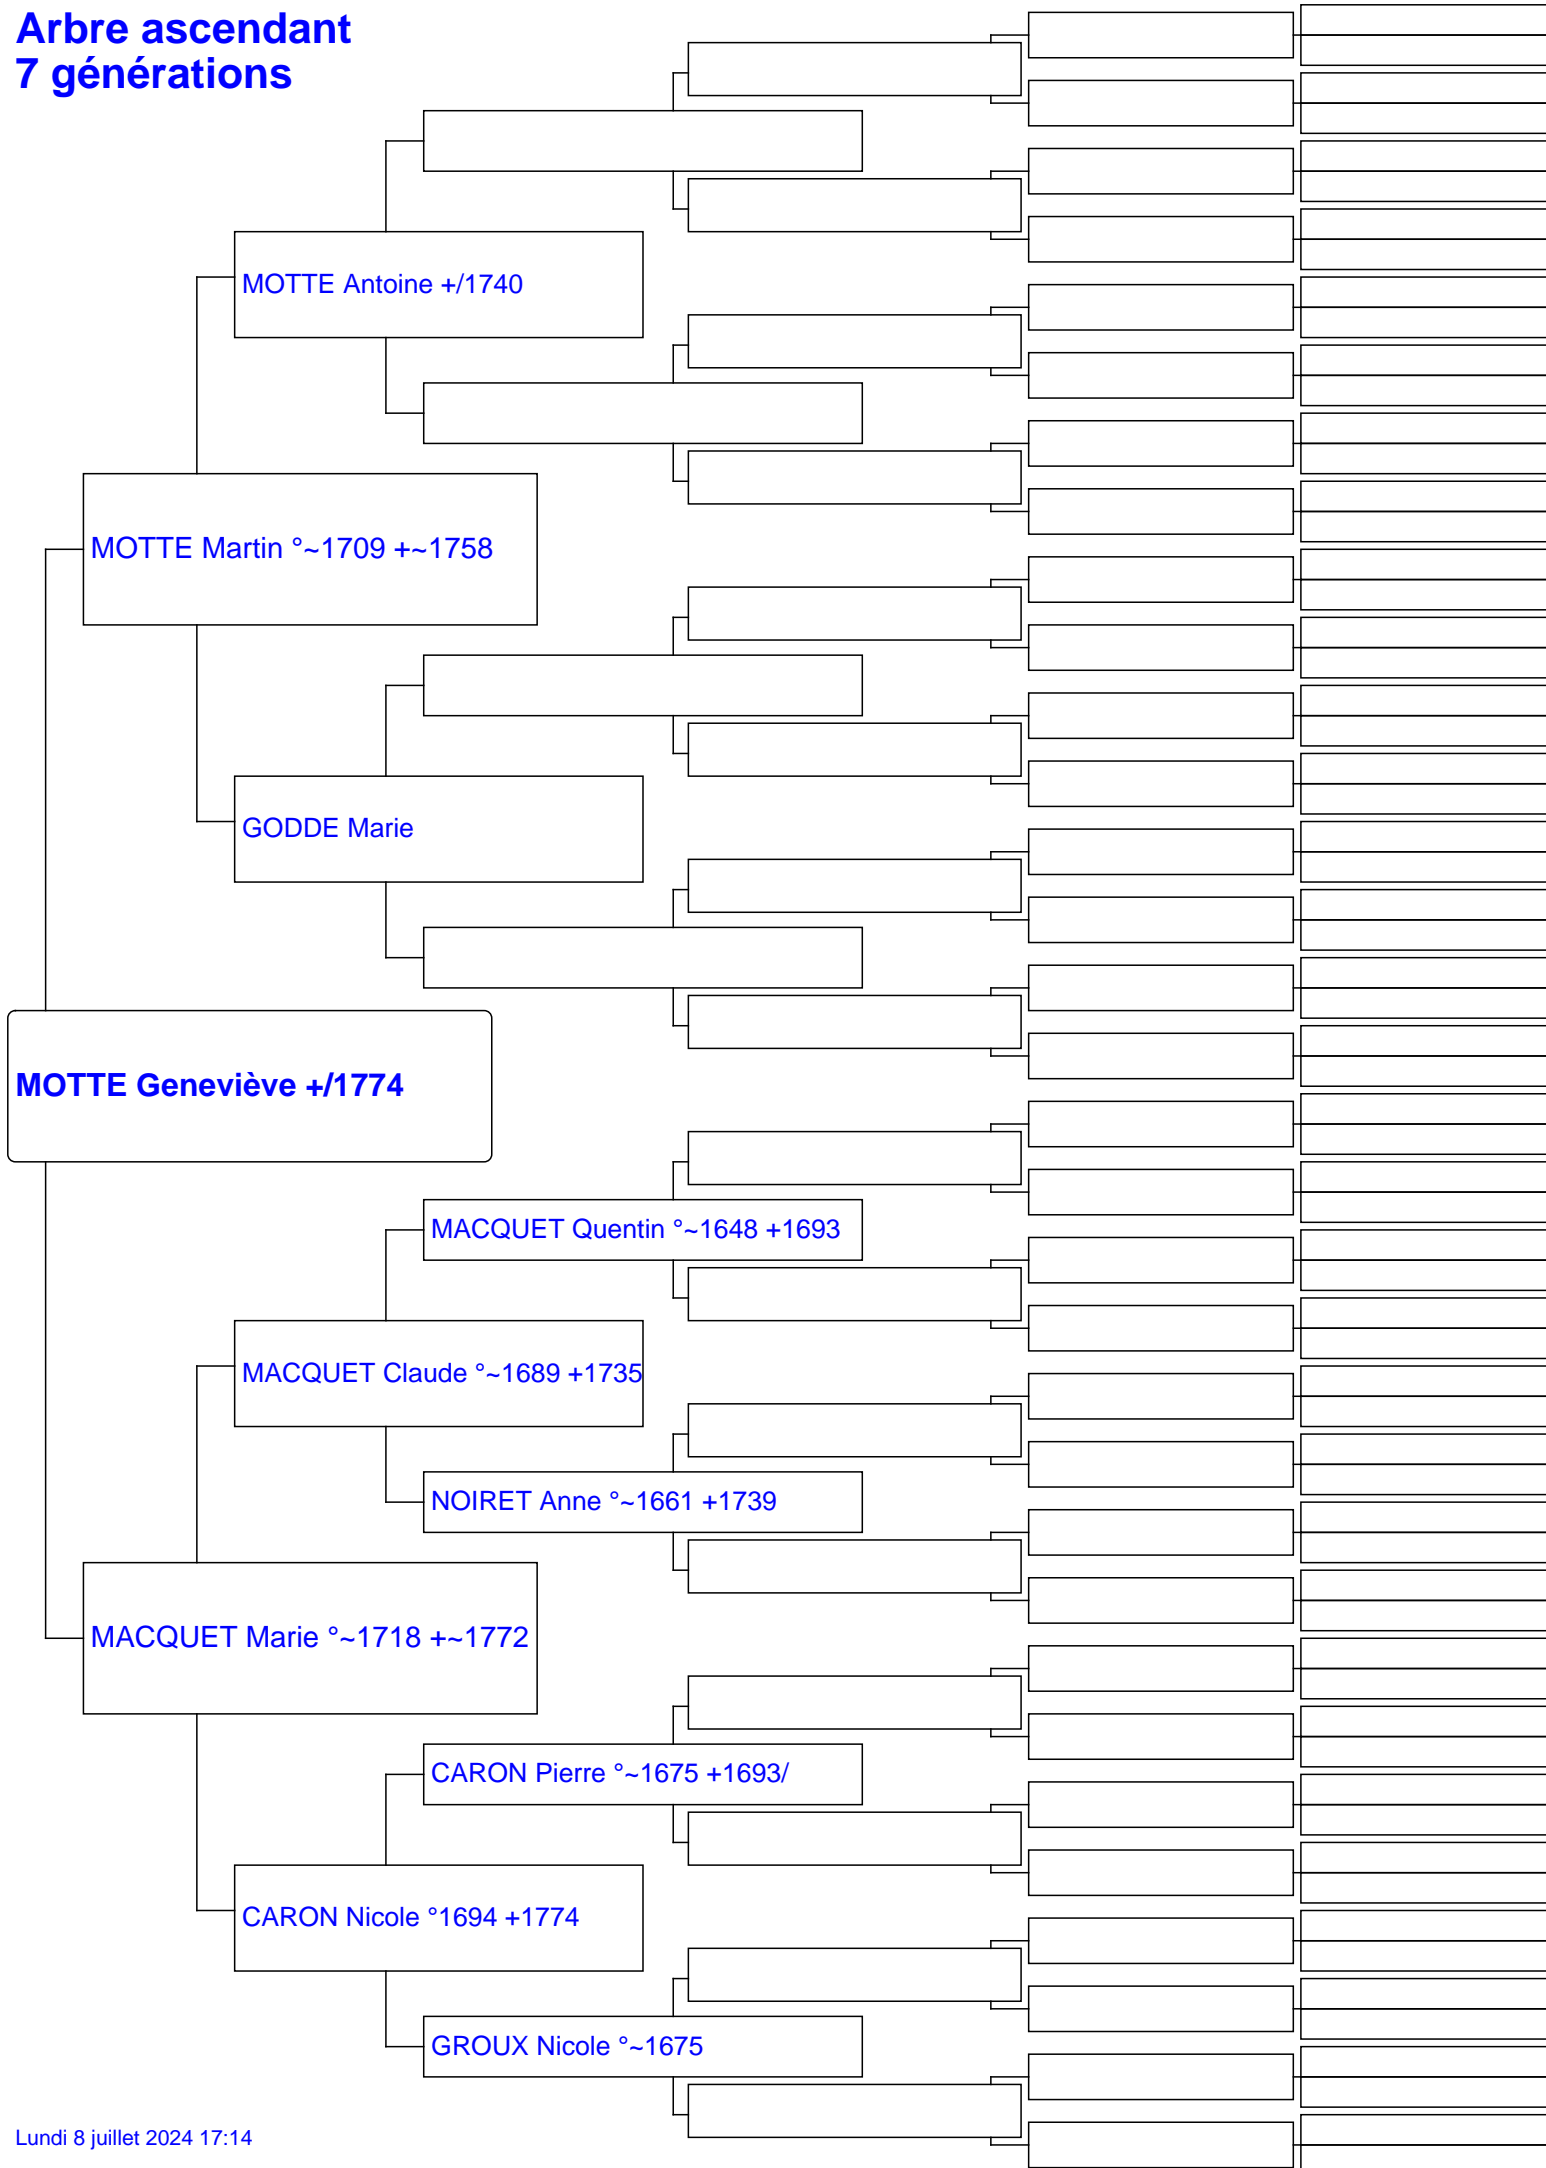 Arbre ascendant
7 générations
MOTTE Antoine +/1740
MOTTE Martin °~1709 +~1758
GODDE Marie
MOTTE Geneviève +/1774
MACQUET Quentin °~1648 +1693
MACQUET Claude °~1689 +1735
NOIRET Anne °~1661 +1739
MACQUET Marie °~1718 +~1772
CARON Pierre °~1675 +1693/
CARON Nicole °1694 +1774
GROUX Nicole °~1675
Lundi 8 juillet 2024 17:14